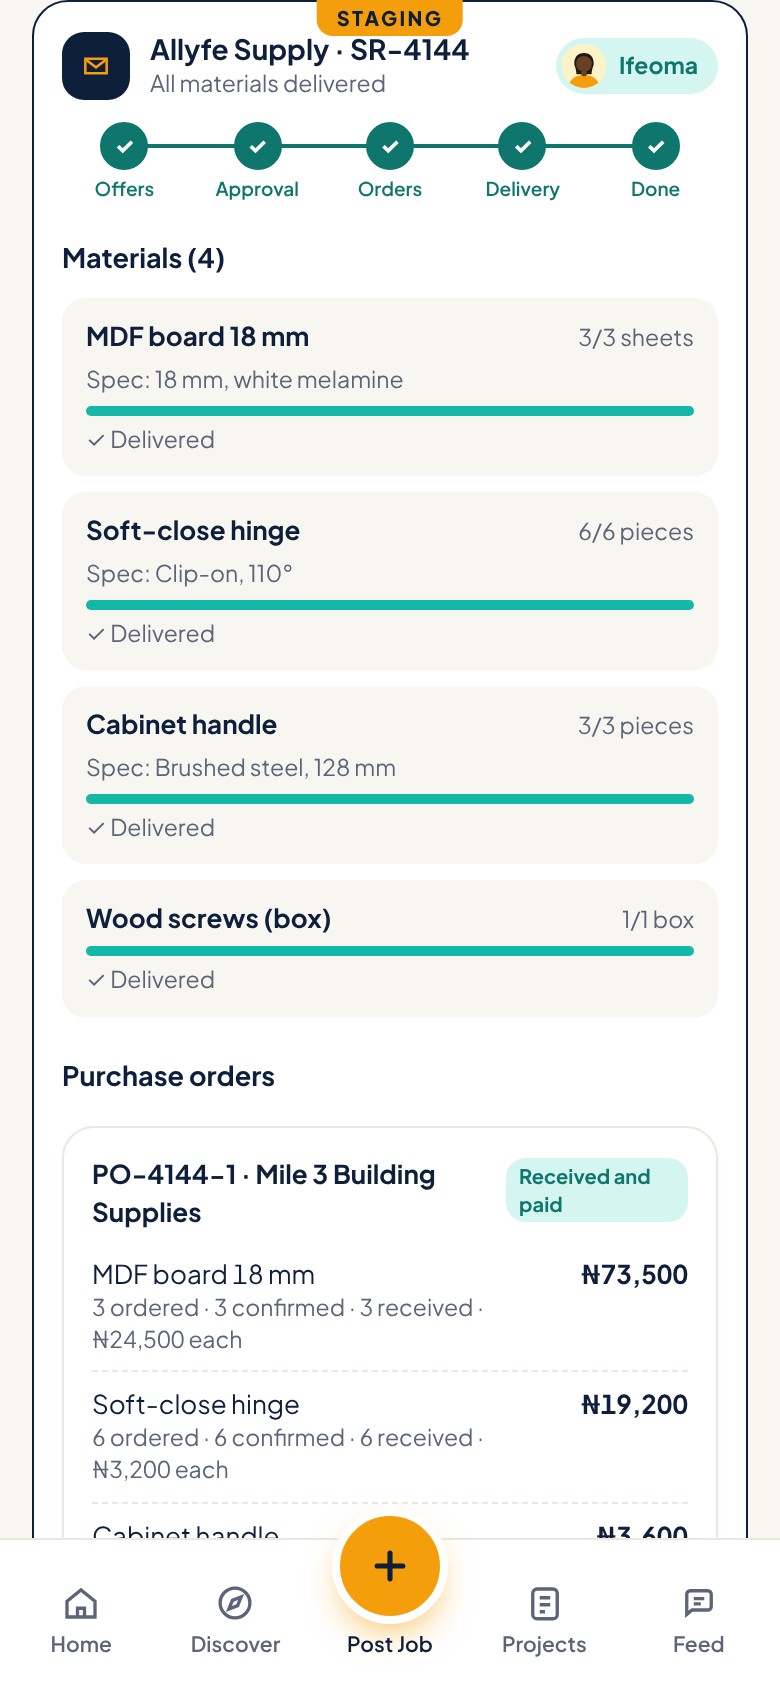 STAGING
Allyfe Supply · SR-4144
All materials delivered
Ifeoma
Offers
Approval
Orders
Delivery
Done
Materials (4)
MDF board 18 mm
3/3 sheets
Spec: 18 mm, white melamine
✓ Delivered
Soft-close hinge
6/6 pieces
Spec: Clip-on, 110°
✓ Delivered
Cabinet handle
3/3 pieces
Spec: Brushed steel, 128 mm
✓ Delivered
Wood screws (box)
1/1 box
✓ Delivered
Purchase orders
PO-4144-1 · Mile 3 Building
Supplies
Received and
paid
MDF board 18 mm
₦73,500
3 ordered · 3 confirmed · 3 received ·
₦24,500 each
Soft-close hinge
₦19,200
6 ordered · 6 confirmed · 6 received ·
₦3,200 each
Cabinet handle
₦3,600
Home
Discover
Post Job
Projects
Feed